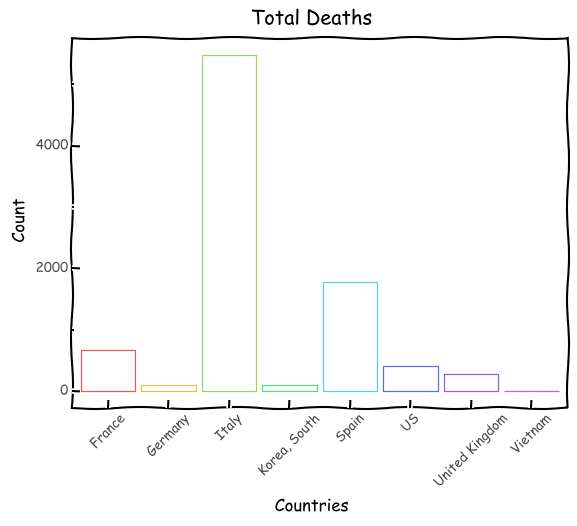 Total Deaths
4000
2000
0
Count
France
Germany
Italy
Korea, South
Spain
US
United Kingdom
Vietnam
Countries